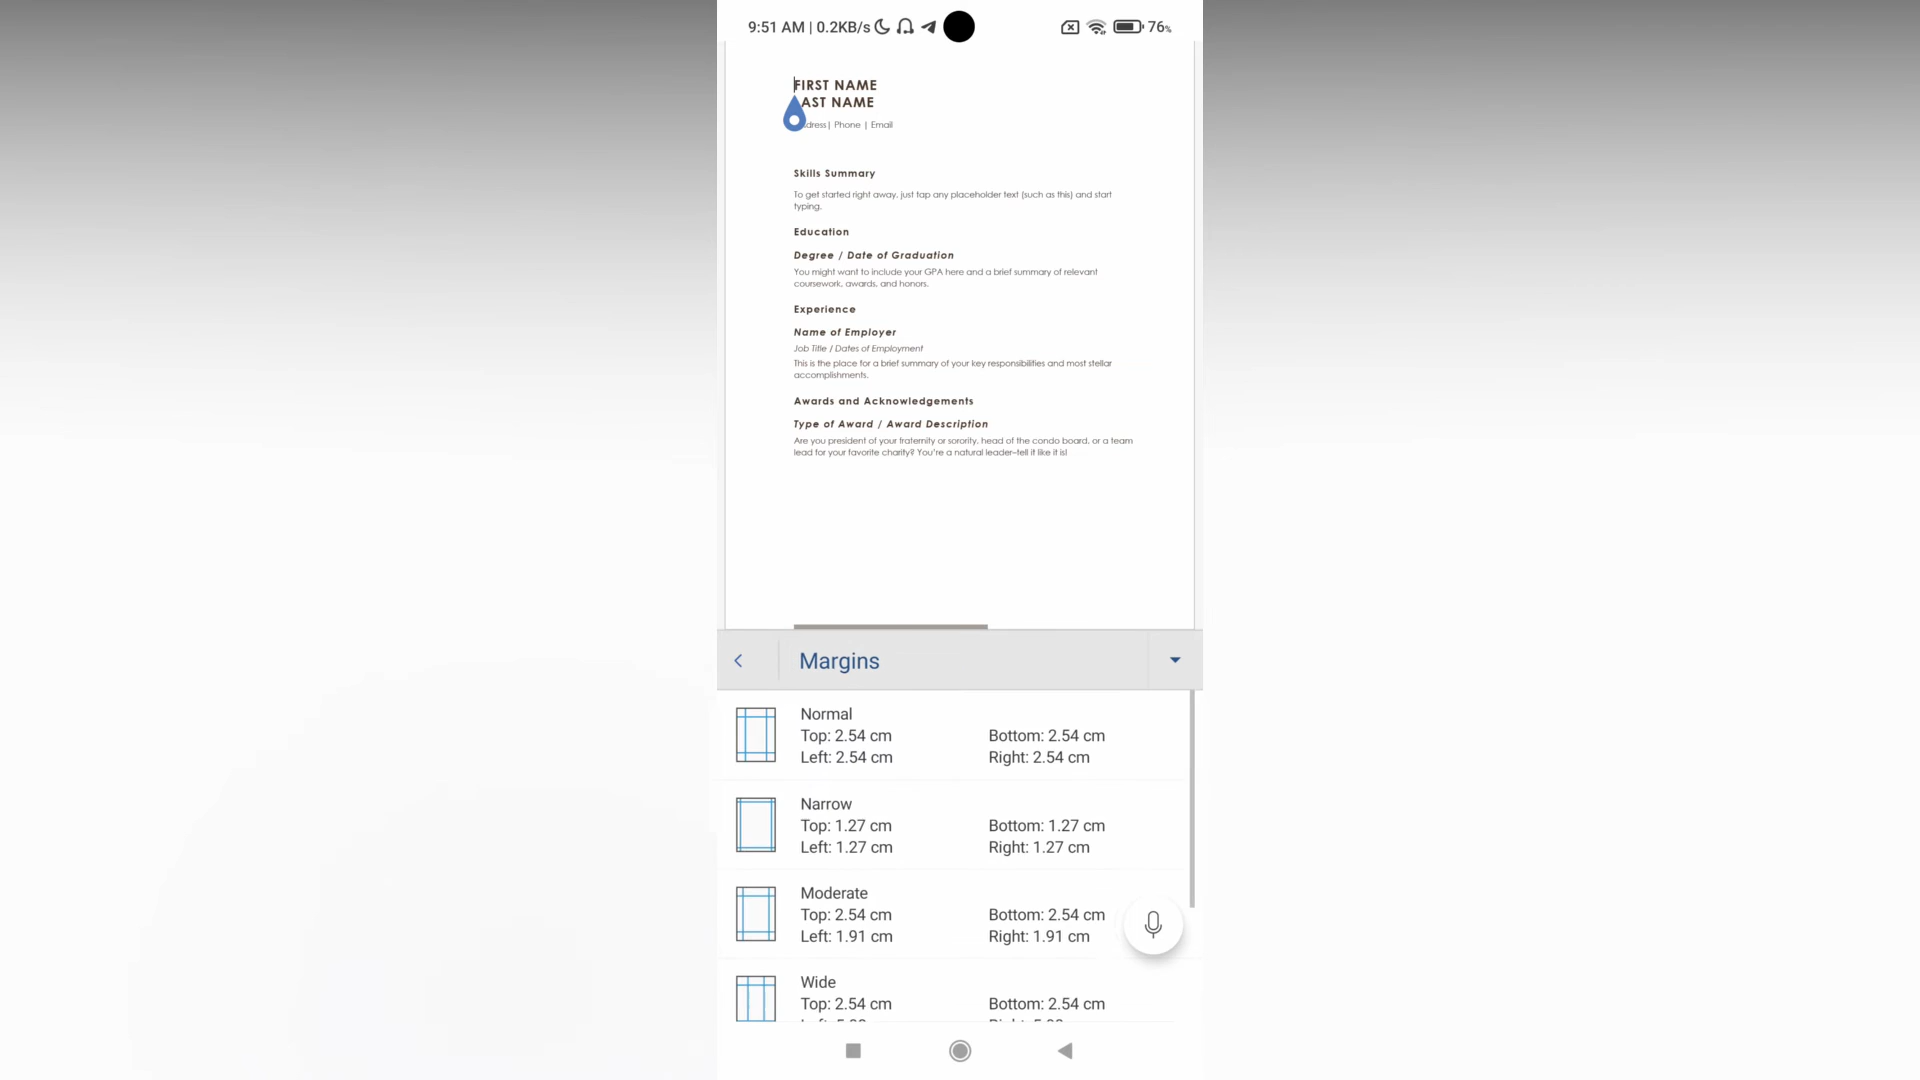 9:51 AM | 0.2KB/s 76%
FIRST NAME
AST NAME
dress| Phone | Email
Skills Summary
To get started right away, just tap any placeholder text (such as this) and start
typing.
Education
Degree / Date of Graduation
You might want to include your GPA here and a brief summary of relevant
coursework, awards, and honors.
Experience
Name of Employer
Job Title / Dates of Employment
This is the place for a brief summary of your key responsibilities and most stellar
accomplishments.
Awards and Acknowledgements
Type of Award / Award Description
Are you president of your fraternity or sorority, head of the condo board, or a team
lead for your favorite charity? You're a natural leader–tell it like it is!
Margins
Normal
Top: 2.54 cm Bottom: 2.54 cm
Left: 2.54 cm Right: 2.54 cm
Narrow
Top: 1.27 cm Bottom: 1.27 cm
Left: 1.27 cm Right: 1.27 cm
Moderate
Top: 2.54 cm Bottom: 2.54 cm
Left: 1.91 cm Right: 1.91 cm
Wide
Top: 2.54 cm Bottom: 2.54 cm